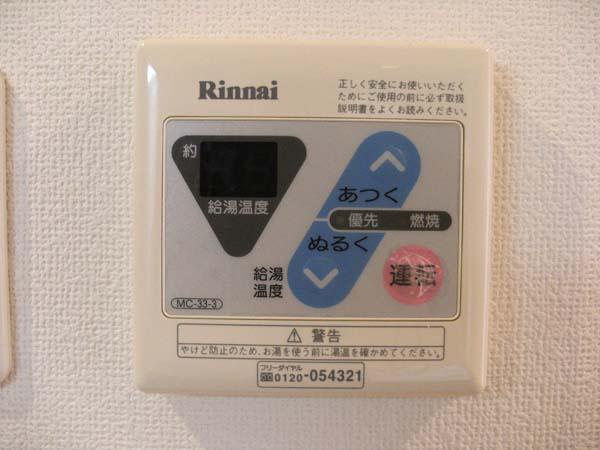 Rinnai
正しく安全にお使いいただく
ためにご使用の前に必ず取扱
説明書をよくお読みください。
約
給湯温度
あつく
優先 燃焼
ぬるく
給湯
温度
運転
MC-33-3
警告
やけど防止のため、お湯を使う前に湯温を確かめてください。
フリーダイヤル
0120-054321